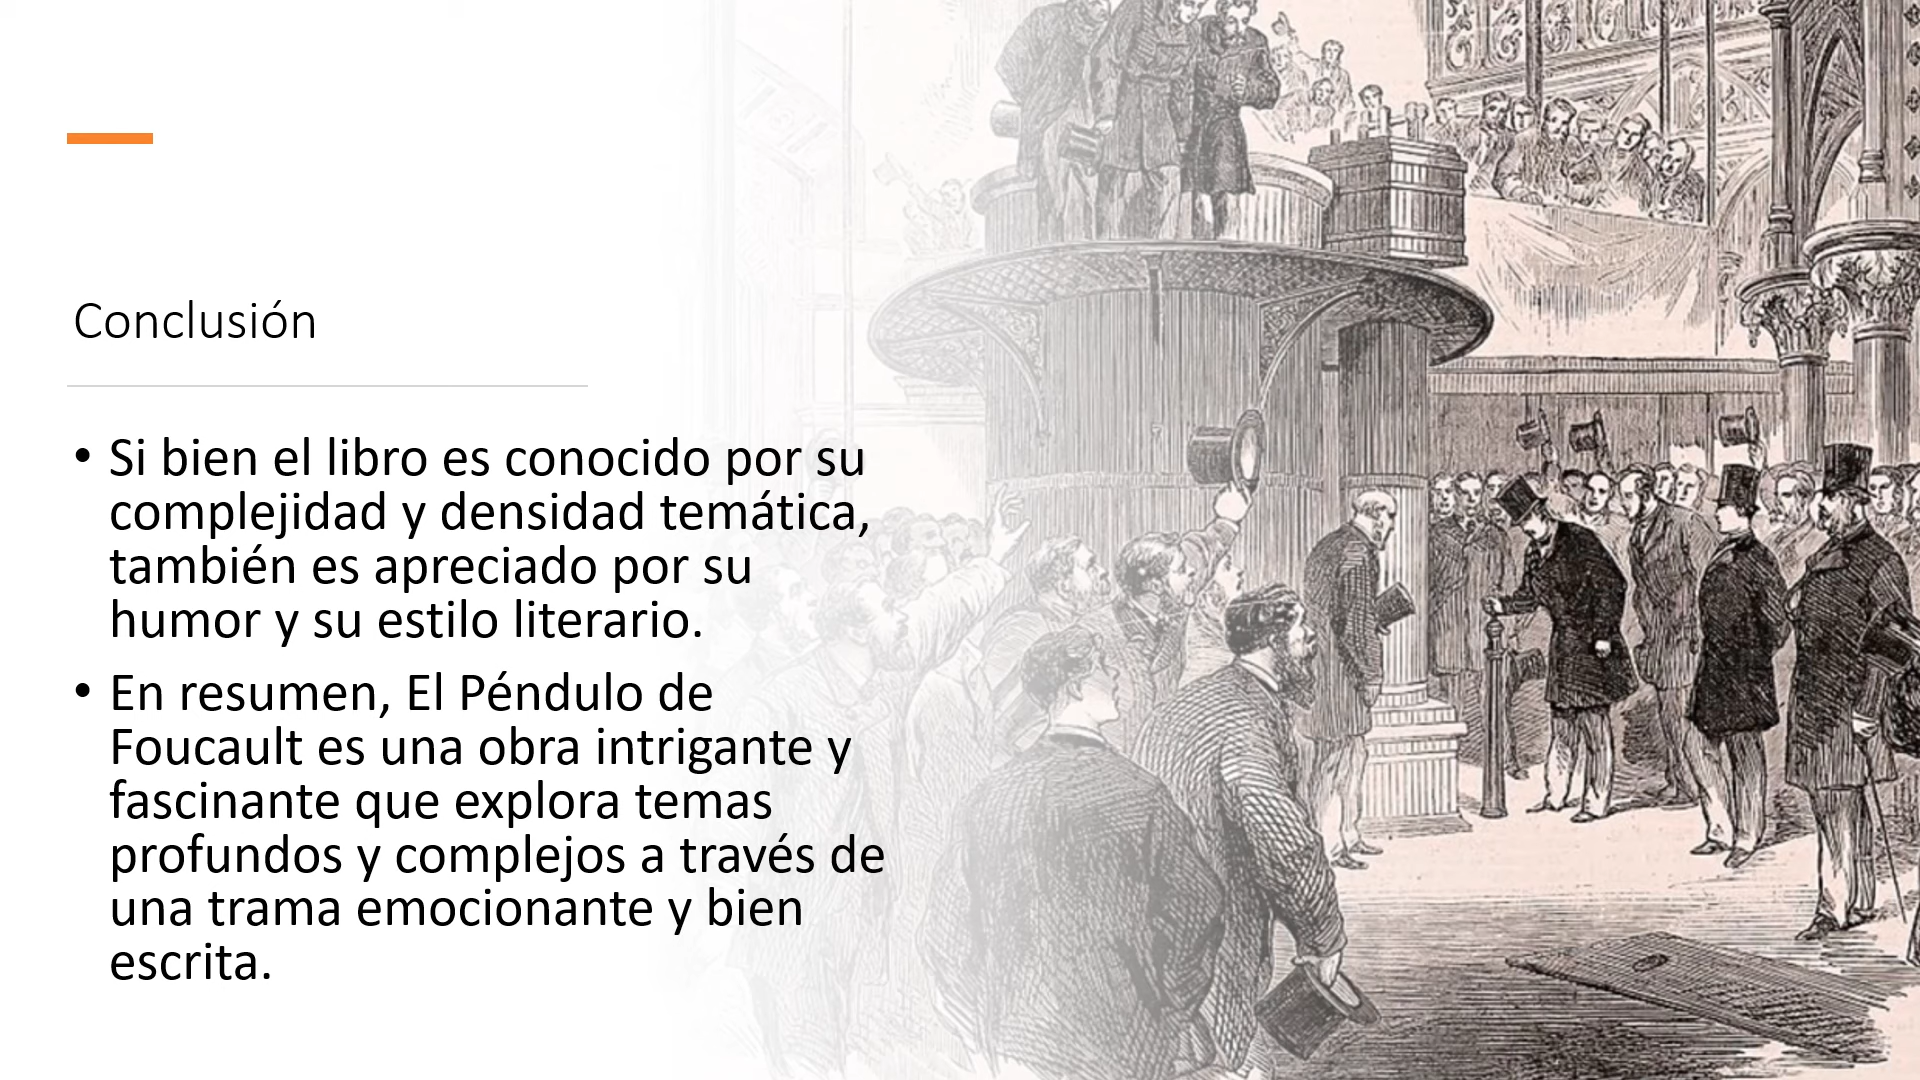 Conclusión
• Si bien el libro es conocido por su
complejidad y densidad temática,
también es apreciado por su
humor y su estilo literario.
• En resumen, El Péndulo de
Foucault es una obra intrigante y
fascinante que explora temas
profundos y complejos a través de
una trama emocionante y bien
escrita.